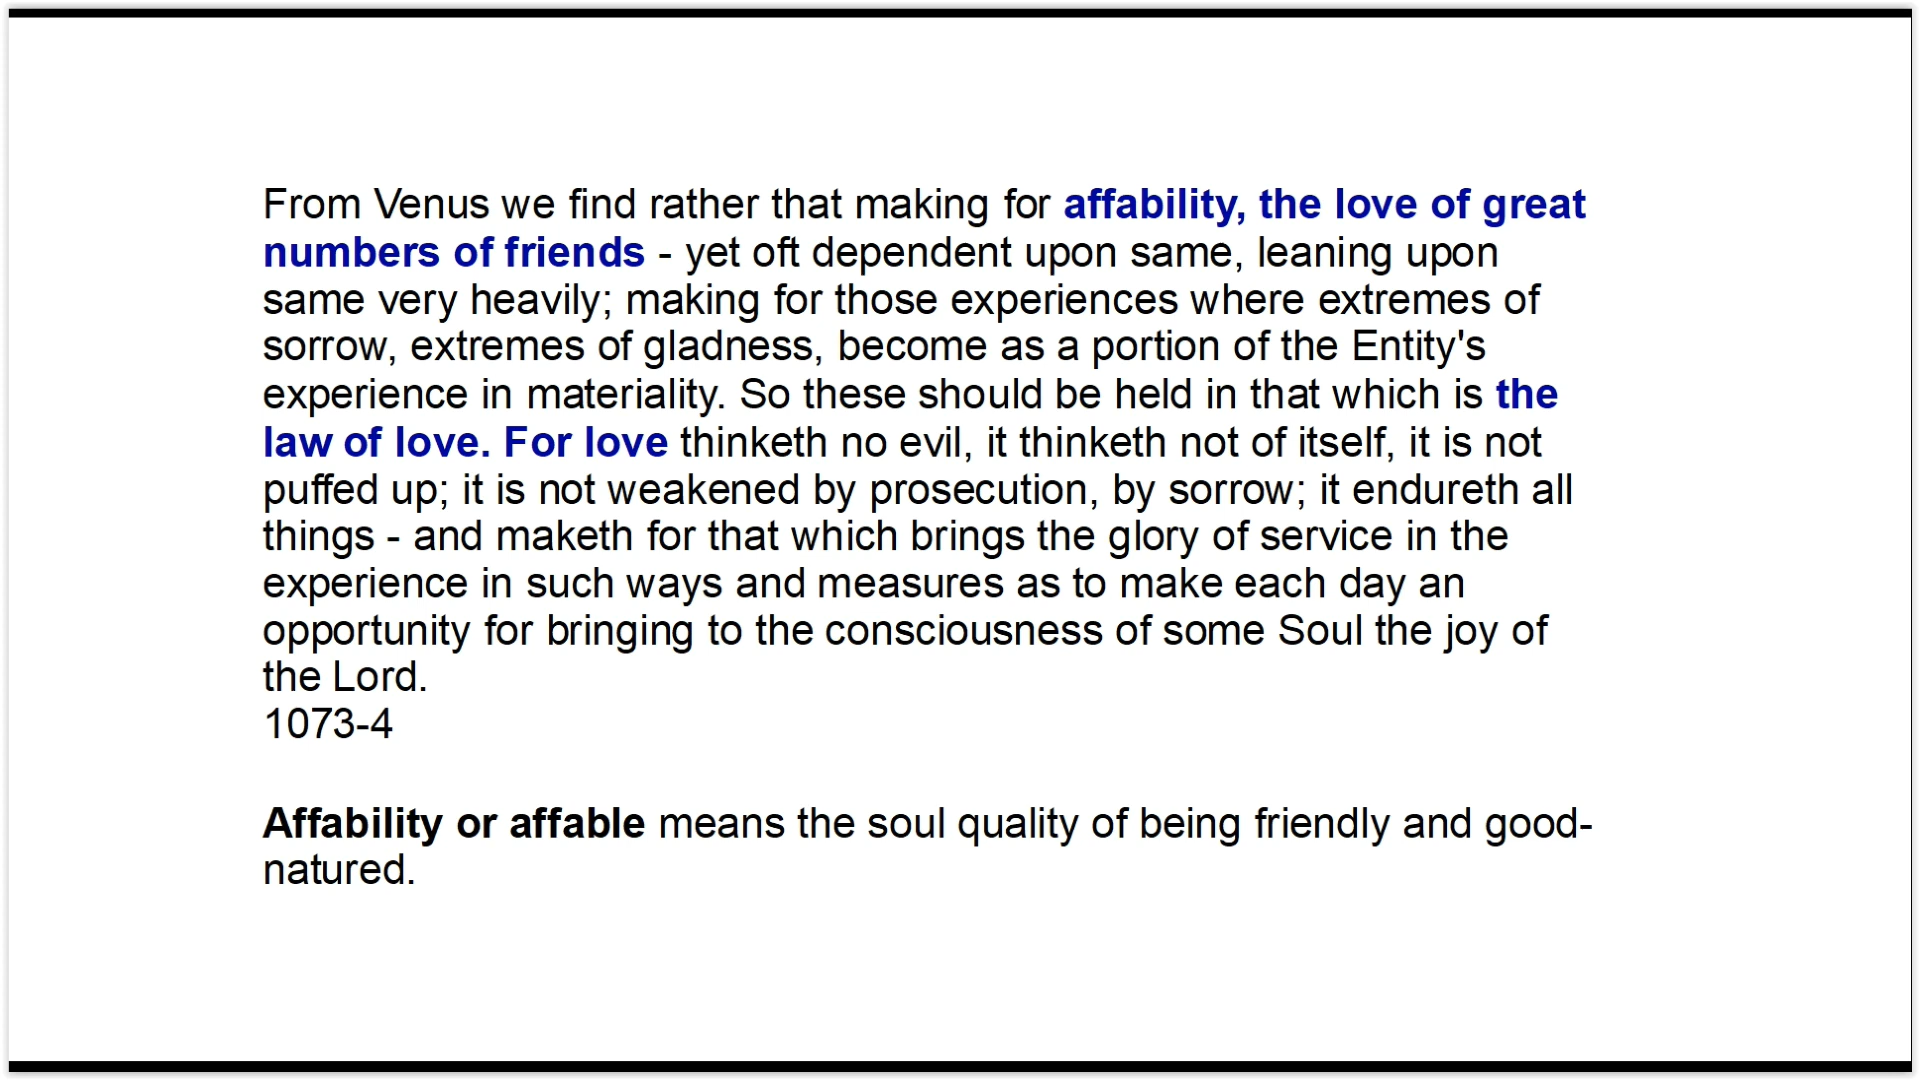 From Venus we find rather that making for affability, the love of great
numbers of friends - yet oft dependent upon same, leaning upon
same very heavily; making for those experiences where extremes of
sorrow, extremes of gladness, become as a portion of the Entity's
experience in materiality. So these should be held in that which is the
law of love. For love thinketh no evil, it thinketh not of itself, it is not
puffed up; it is not weakened by prosecution, by sorrow; it endureth all
things - and maketh for that which brings the glory of service in the
experience in such ways and measures as to make each day an
opportunity for bringing to the consciousness of some Soul the joy of
the Lord.
1073-4
Affability or affable means the soul quality of being friendly and good-
natured.